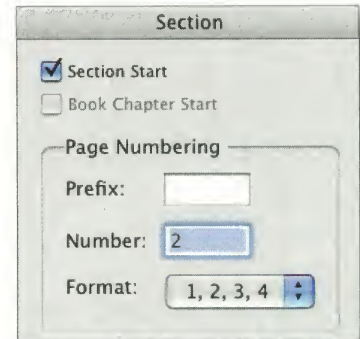 Section
Section Start
Book Chapter Start
Page Numbering
Prefix:
Number: 2
Format: 1, 2, 3, 4